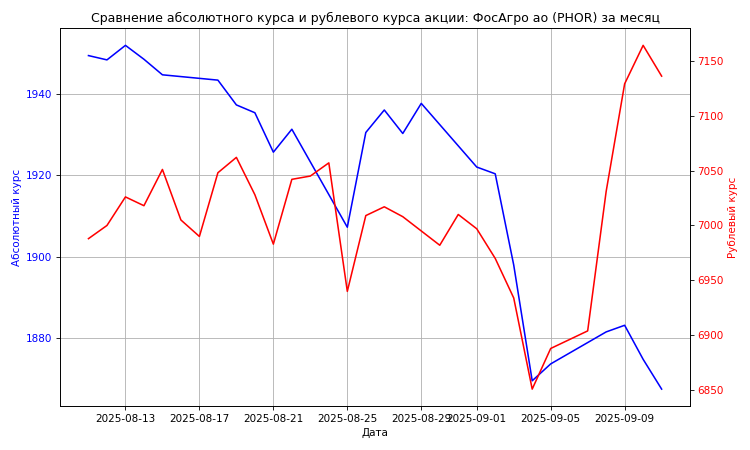 Сравнение абсолютного курса и рублевого курса акции: ФосАгро ао (PHOR) за месяц
Абсолютный курс
1940
1920
1900
1880
7150
7100
7050
7000
6950
6900
6850
Рублевый курс
2025-08-13 2025-08-17 2025-08-21 2025-08-25 2025-08-29 2025-09-01 2025-09-05 2025-09-09
Дата